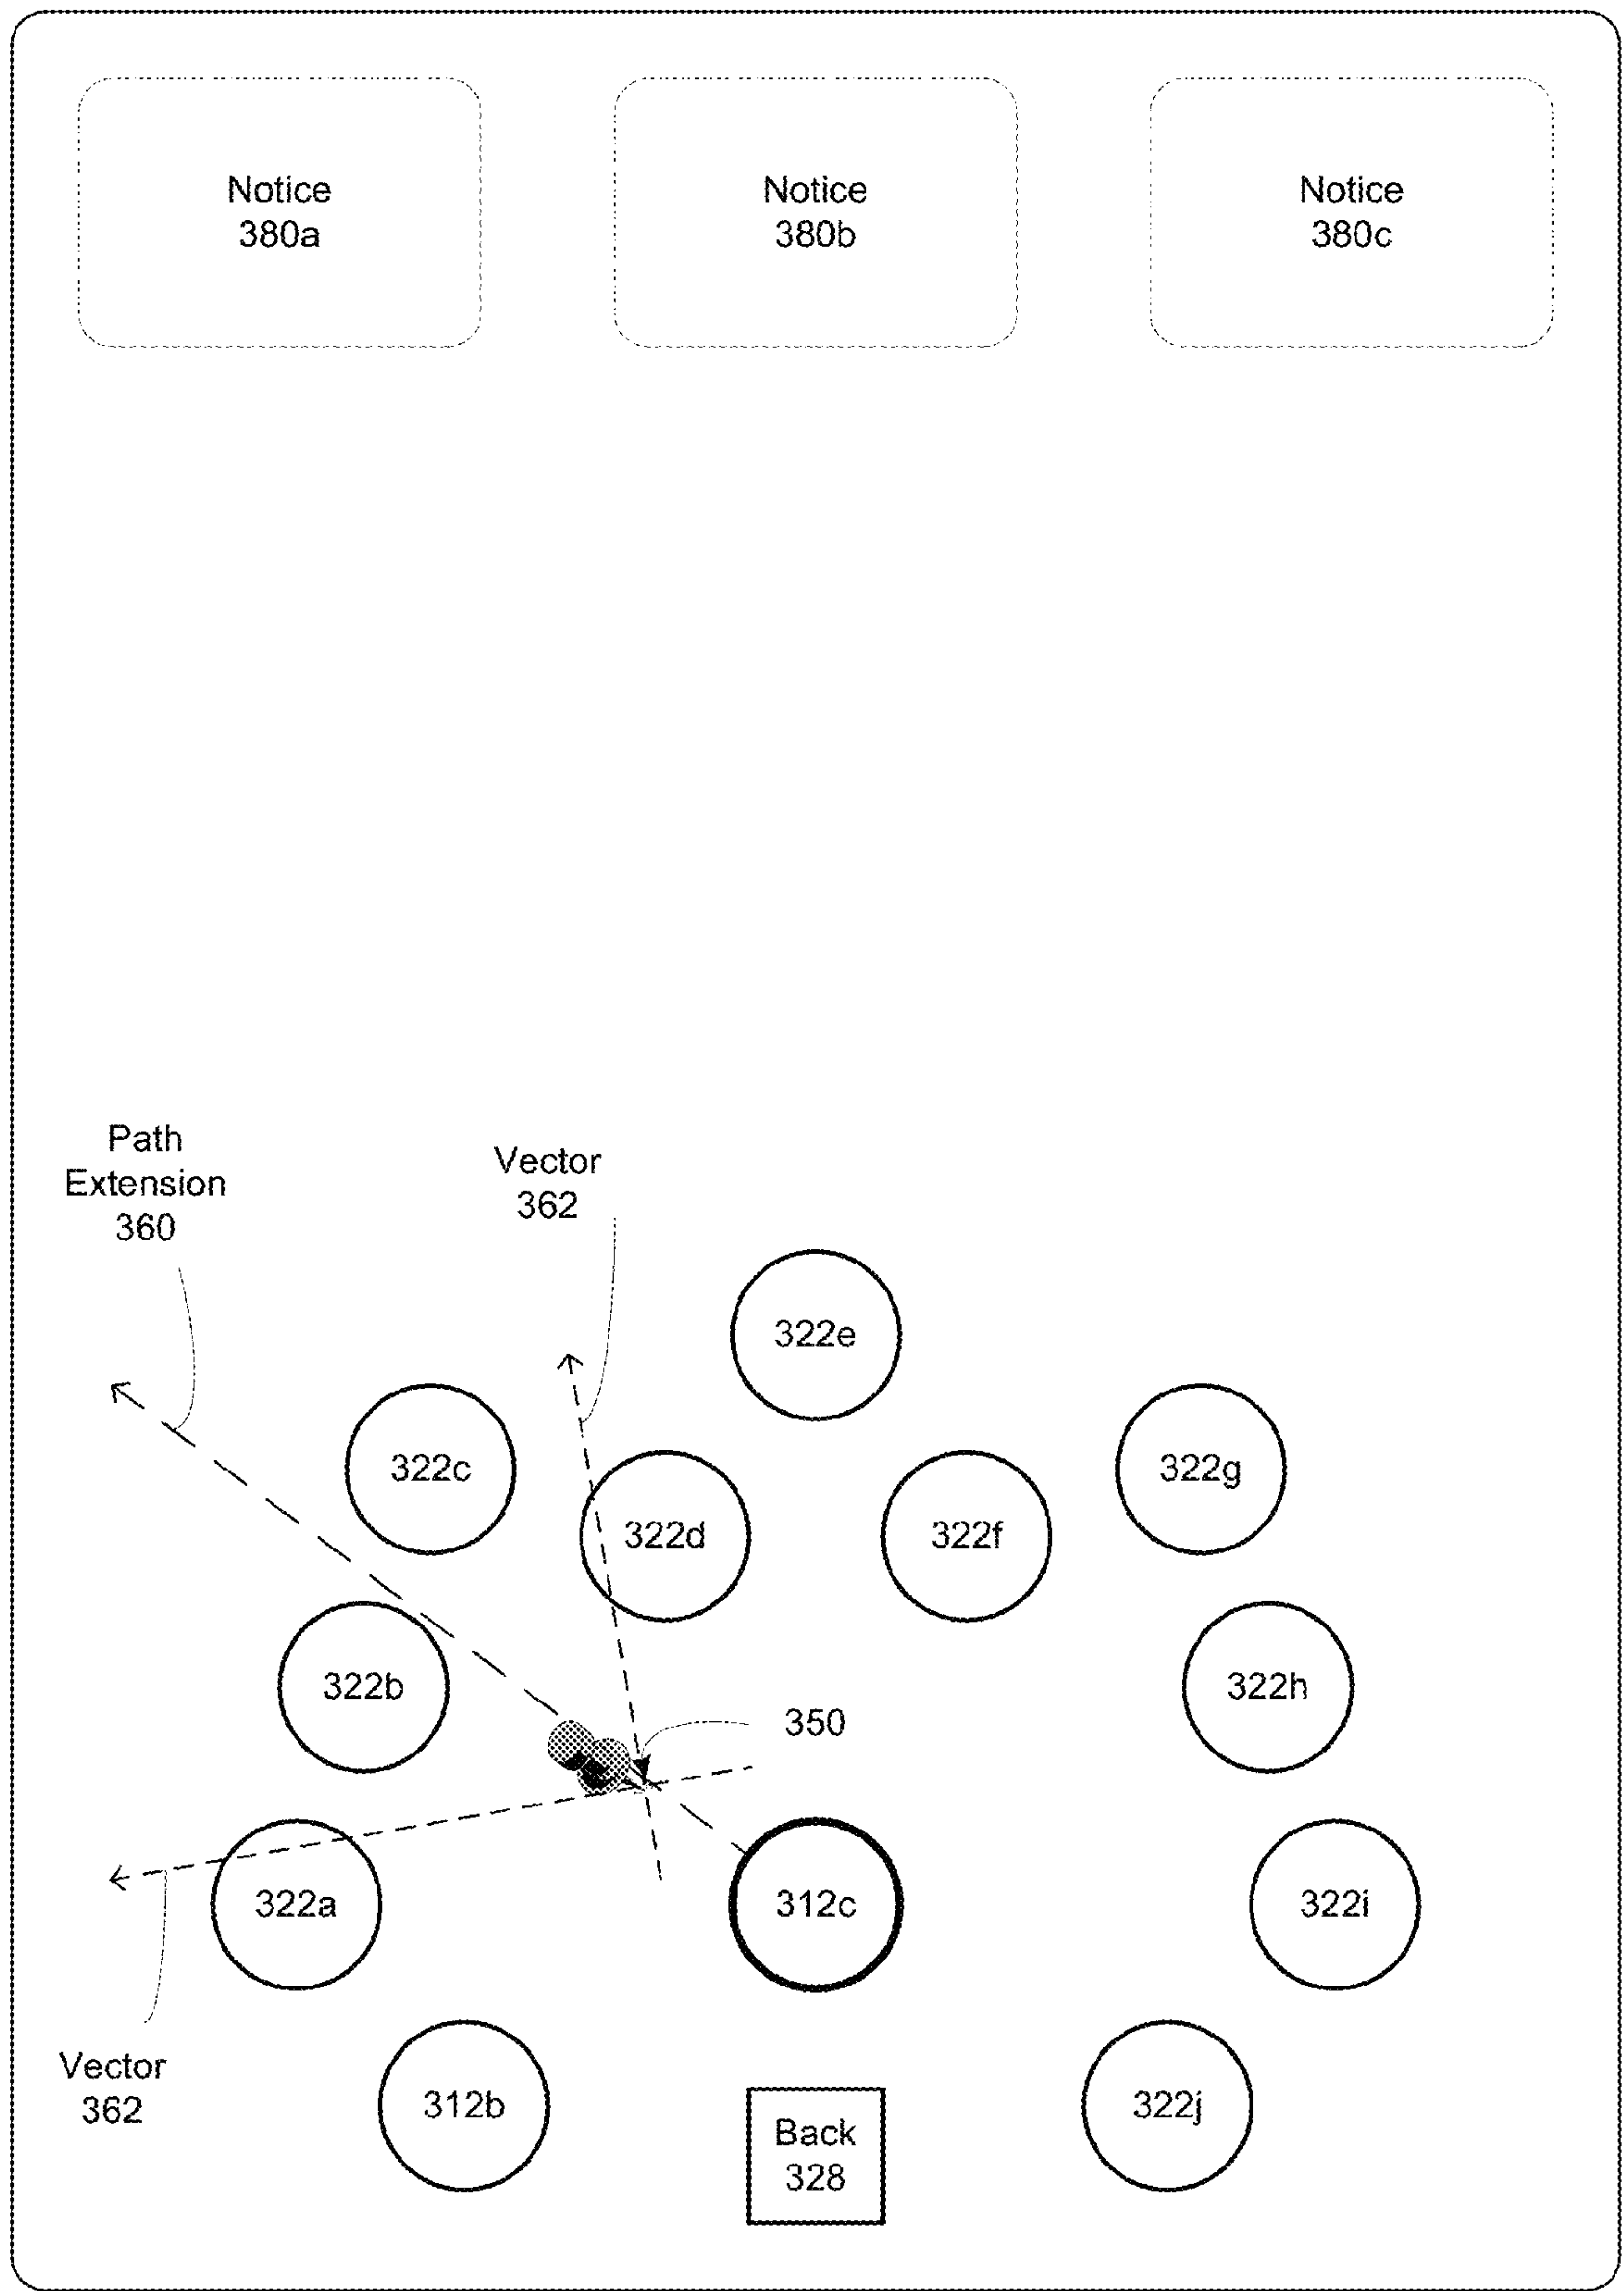 Notice
380a
Notice
380b
Notice
380c
Path
Extension
360
Vector
362
322e
322c
322g
322d
322f
322b
322h
350
322a
312c
322i
Vector
362
312b
322j
Back
328